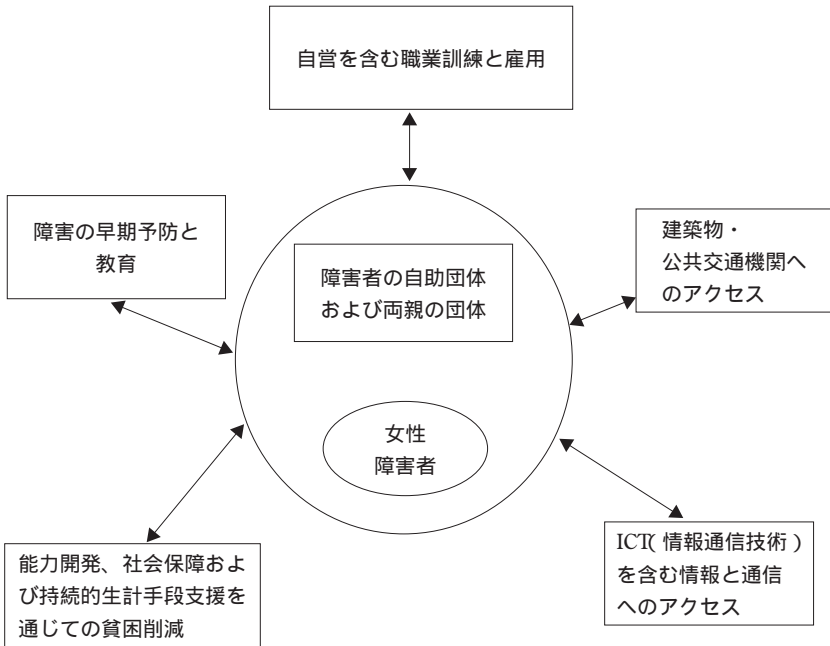 自営を含む職業訓練と雇用
障害の早期予防と
教育
建築物・
公共交通機関へ
のアクセス
障害者の自助団体
および両親の団体
女性
障害者
能力開発、社会保障およ
び持続的生計手段支援を
通じての貧困削減
ICT(情報通信技術)
を含む情報と通信
へのアクセス